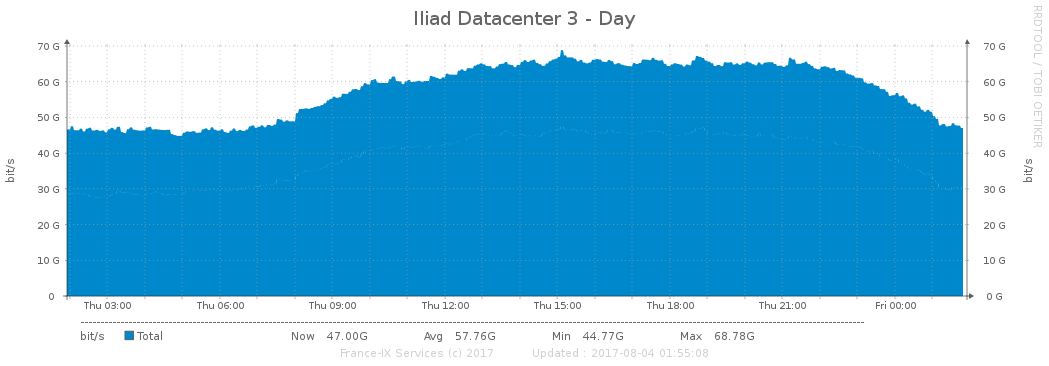 Iliad Datacenter 3 - Day
RRDTOOL / TOBI OETIKER
70 G 70 G
60 G 60 G
50 G 50 G
40 G 40 G
30 G 30 G
20 G 20 G
10 G 10 G
0 0 G
bit/s bit/s
Thu 03:00 Thu 06:00 Thu 09:00 Thu 12:00 Thu 15:00 Thu 18:00 Thu 21:00 Fri 00:00
bit/s Total Now 47.00G Avg 57.76G Min 44.77G Max 68.78G
France-IX Services (c) 2017 Updated : 2017-08-04 01:55:08